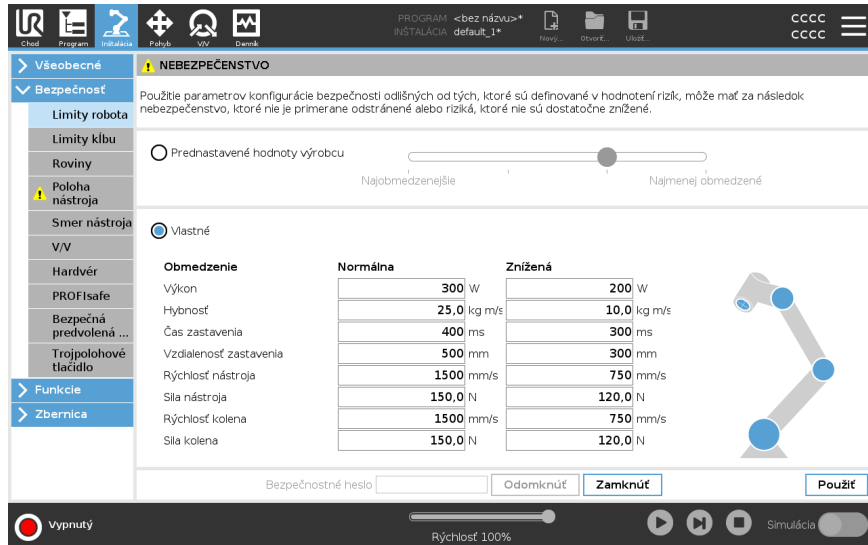 UR
PROGRAM <bez názvu>*
INŠTALÁCIA default_1*
Chod Program Inštalácia Pohyb V/V Denník Nový... Otvoriť... Uložiť...
CCCC
CCCC
Všeobecné
Bezpečnosť
Limity robota
Limity kĺbu
Roviny
Poloha
nástroja
Smer nástroja
V/V
Hardvér
PROFIsafe
Bezpečná
predvolená ...
Trojpolohové
tlačidlo
Funkcie
Zbernica
NEBEZPEČENSTVO
Použitie parametrov konfigurácie bezpečnosti odlišných od tých, ktoré sú definované v hodnotení rizík, môže mať za následok
nebezpečenstvo, ktoré nie je primerane odstránené alebo riziká, ktoré nie sú dostatočne znížené.
Prednastavené hodnoty výrobcu
Najobmedzenejšie Najmenej obmedzené
Vlastné
Obmedzenie Normálna Znížená
Výkon 300 W 200 W
Hybnosť 25,0 kg m/s 10,0 kg m/s
Čas zastavenia 400 ms 300 ms
Vzdialenosť zastavenia 500 mm 300 mm
Rýchlosť nástroja 1500 mm/s 750 mm/s
Sila nástroja 150,0 N 120,0 N
Rýchlosť kolena 1500 mm/s 750 mm/s
Sila kolena 150,0 N 120,0 N
Bezpečnostné heslo Odomknúť Zamknúť Použiť
Vypnutý
Rýchlosť 100%
Simulácia